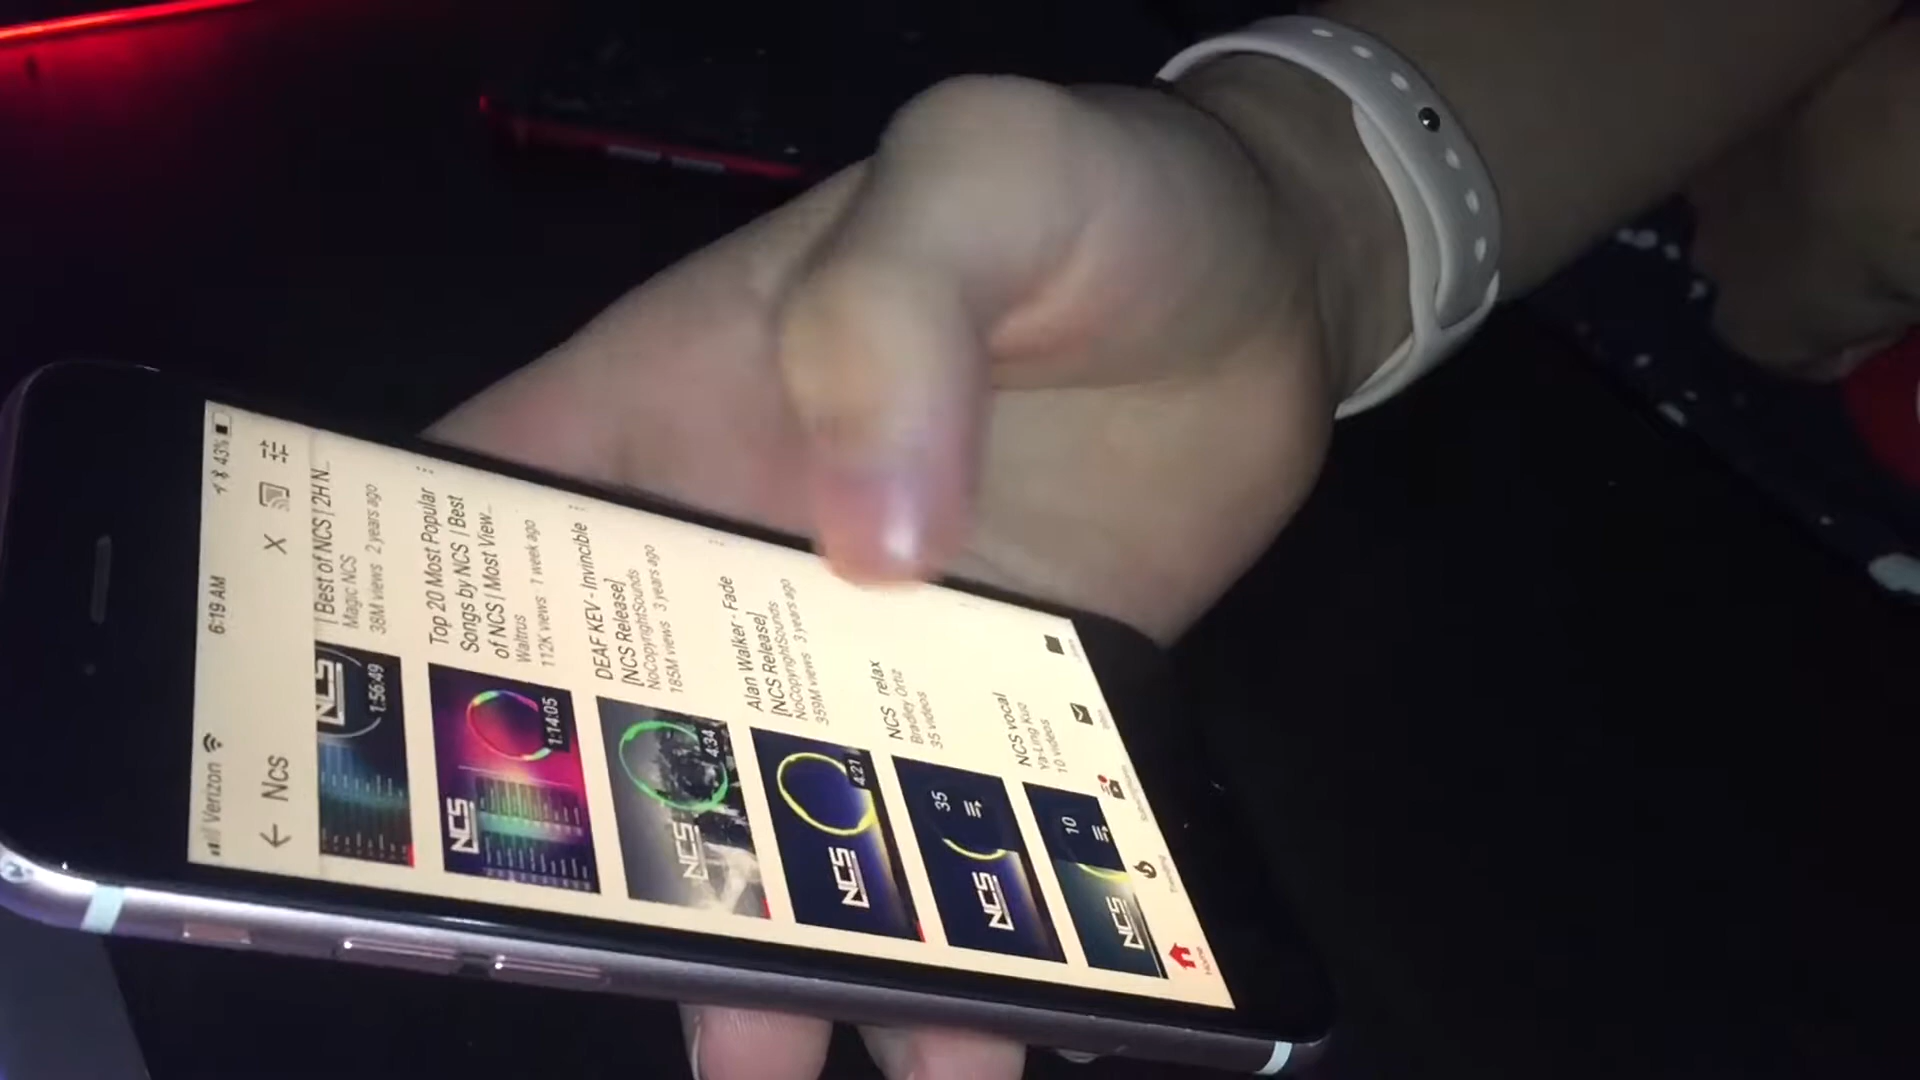 Verizon
6:19 AM
43%
Ncs
X
| Best of NCS | 2H N...
Magic NCS
38M views 2 years ago
NCS
1:56:49
Top 20 Most Popular
Songs by NCS | Best
of NCS | Most View...
Waltrus
112K views · 1 week ago
NCS
1:14:05
DEAF KEV - Invincible
[NCS Release]
NoCopyrightSounds
185M views 3 years ago
NCS
4:34
Alan Walker - Fade
[NCS Release]
NoCopyrightSounds
359M views 3 years ago
NCS
4:21
NCS relax
Bradley Ortiz
35 videos
NCS
35
NCS vocal
Ya-Ling Kuo
10 videos
NCS
10
Home
Trending